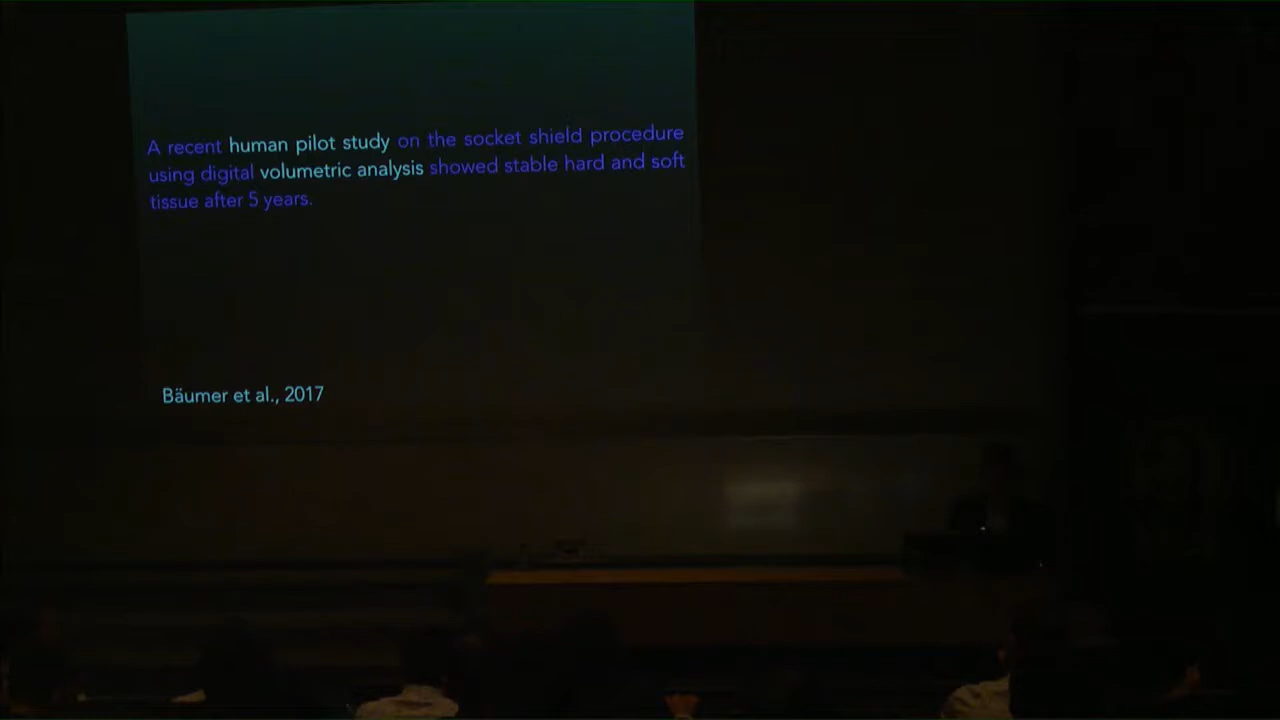 A recent human pilot study on the socket shield procedure
using digital volumetric analysis showed stable hard and soft
tissue after 5 years.
Bäumer et al., 2017